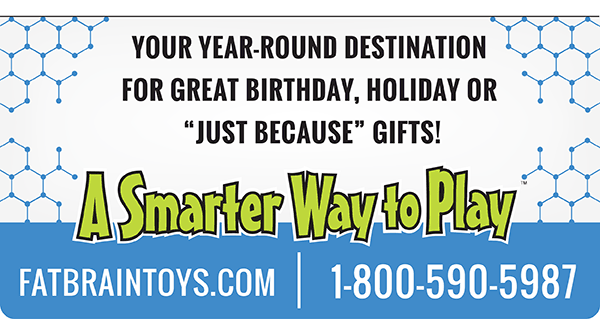 YOUR YEAR-ROUND DESTINATION
FOR GREAT BIRTHDAY, HOLIDAY OR
“JUST BECAUSE” GIFTS!
A Smarter Way to Play™
FATBRAINTOYS.COM | 1-800-590-5987